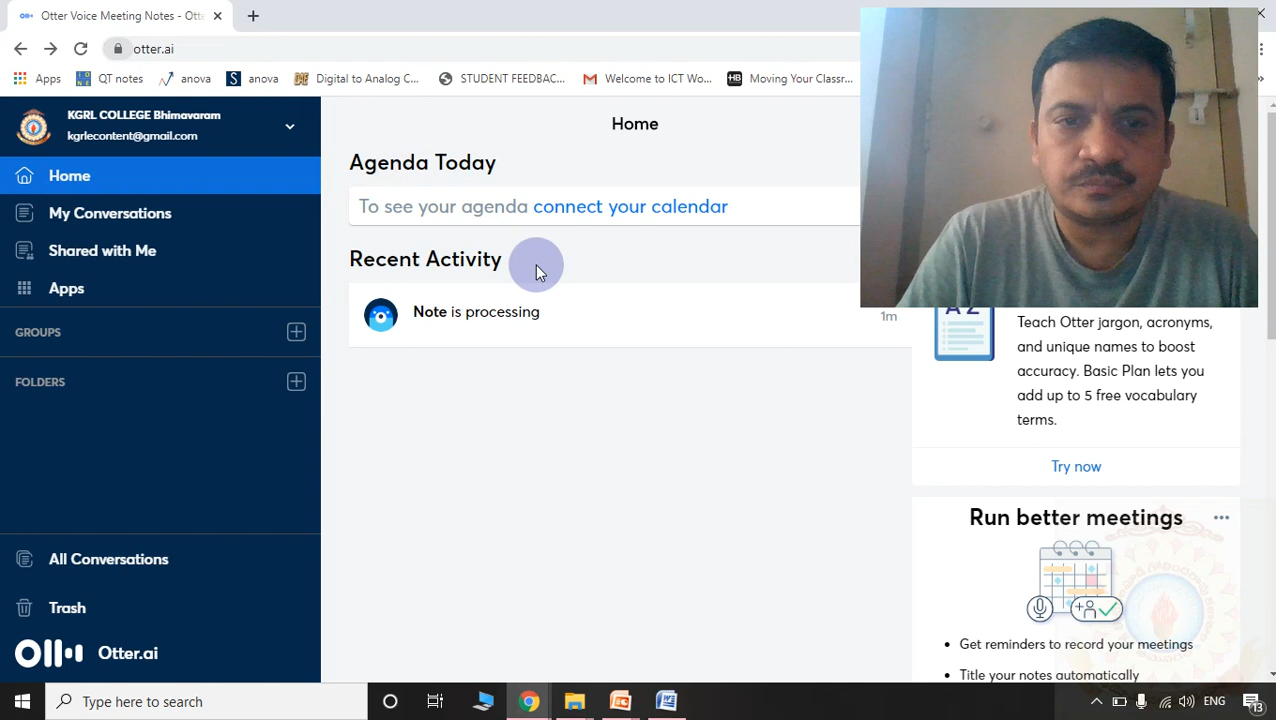 Otter Voice Meeting Notes - Ott
otter.ai
Apps
QT notes
anova
anova
Digital to Analog C...
STUDENT FEEDBAC...
Welcome to ICT Wo...
Moving Your Classr...
KGRL COLLEGE Bhimavaram
kgrlecontent@gmail.com
Home
My Conversations
Shared with Me
Apps
GROUPS
FOLDERS
All Conversations
Trash
Otter.ai
Home
Agenda Today
To see your agenda connect your calendar
Recent Activity
Note is processing
1m
A Z
Teach Otter jargon, acronyms,
and unique names to boost
accuracy. Basic Plan lets you
add up to 5 free vocabulary
terms.
Try now
Run better meetings
Get reminders to record your meetings
Title your notes automatically
Type here to search
ENG
13